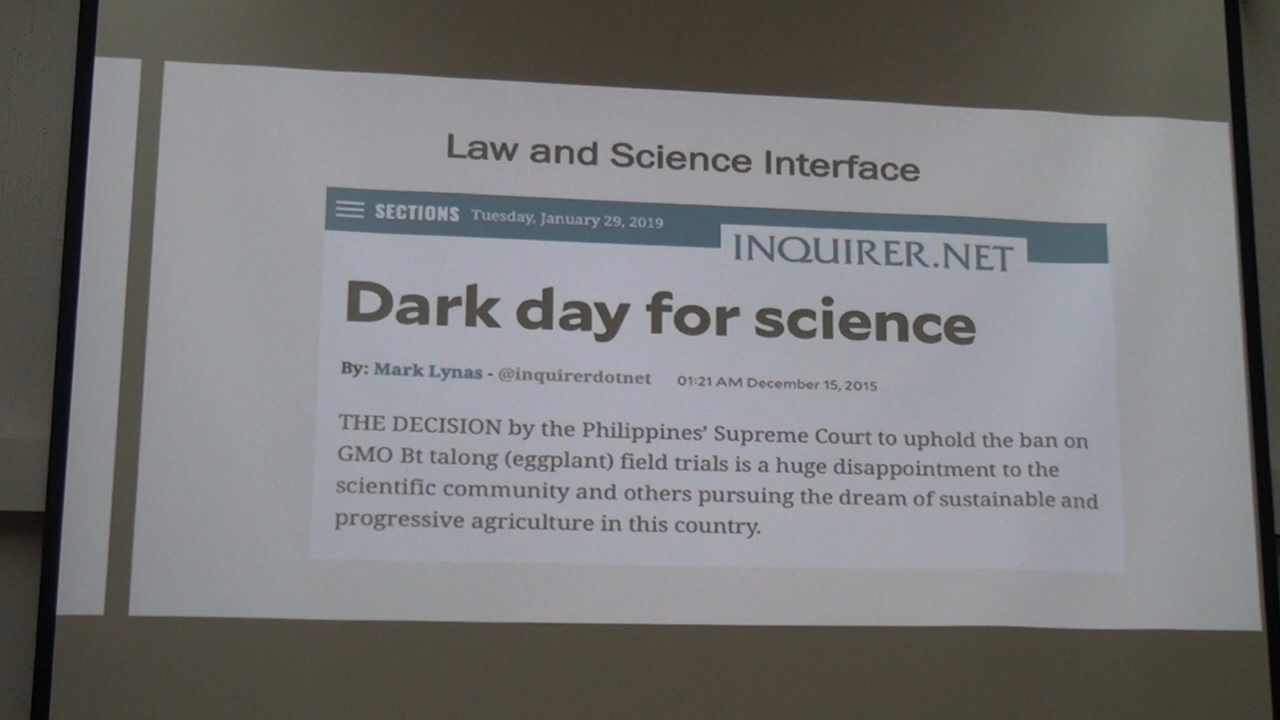 Law and Science Interface
SECTIONS Tuesday, January 29, 2019
INQUIRER.NET
Dark day for science
By: Mark Lynas - @inquirerdotnet 01:21 AM December 15, 2015
THE DECISION by the Philippines’ Supreme Court to uphold the ban on
GMO Bt talong (eggplant) field trials is a huge disappointment to the
scientific community and others pursuing the dream of sustainable and
progressive agriculture in this country.